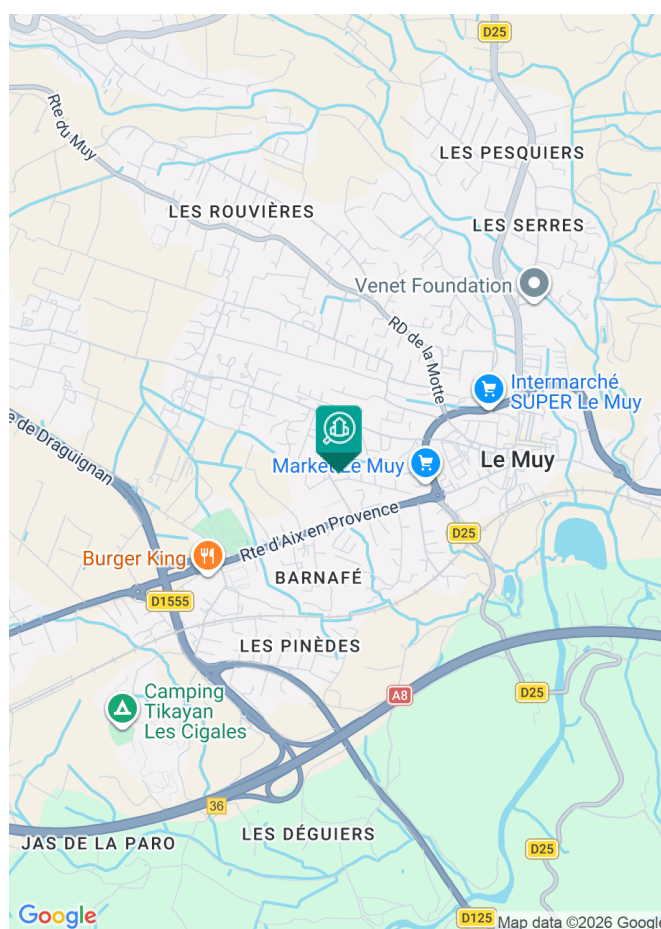 D25
Rte du Muy
LES PESQUIERS
LES ROUVIÈRES
LES SERRES
Venet Foundation
RD de la Motte
Intermarché
SUPER Le Muy
e de Draguignan
Market Le Muy
Le Muy
Rte d'Aix en Provence
D25
Burger King
BARNAFÉ
D1555
LES PINÈDES
A8
D25
Camping
Tikayan
Les Cigales
36
LES DÉGUIERS
JAS DE LA PARO
D25
Google
D125
Map data ©2026 Google